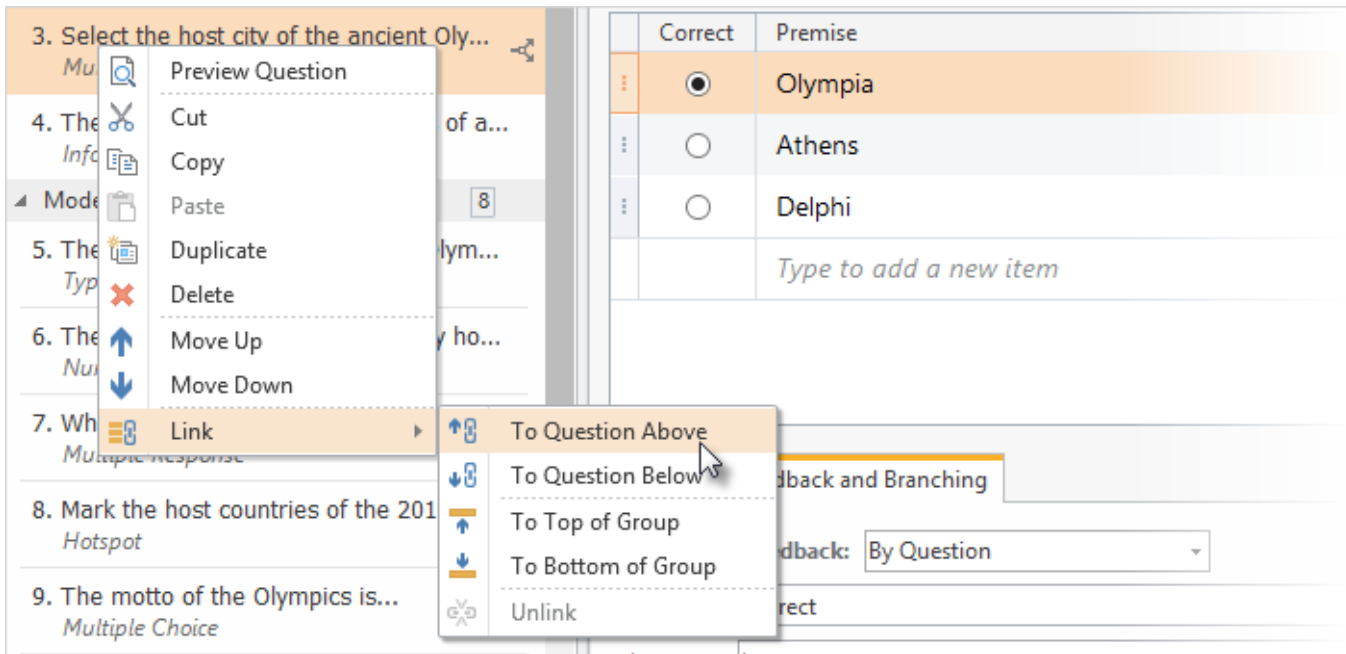 3. Select the host city of the ancient Oly...
Mu
4. The of a...
Info
Mode 8
5. The lym...
Typ
6. The y ho...
Nu
7. Wh
Multiple Response
8. Mark the host countries of the 201
Hotspot
9. The motto of the Olympics is...
Multiple Choice
Preview Question
Cut
Copy
Paste
Duplicate
Delete
Move Up
Move Down
Link
To Question Above
To Question Below
To Top of Group
To Bottom of Group
Unlink
Correct Premise
Olympia
Athens
Delphi
Type to add a new item
dback and Branching
edback: By Question
rect